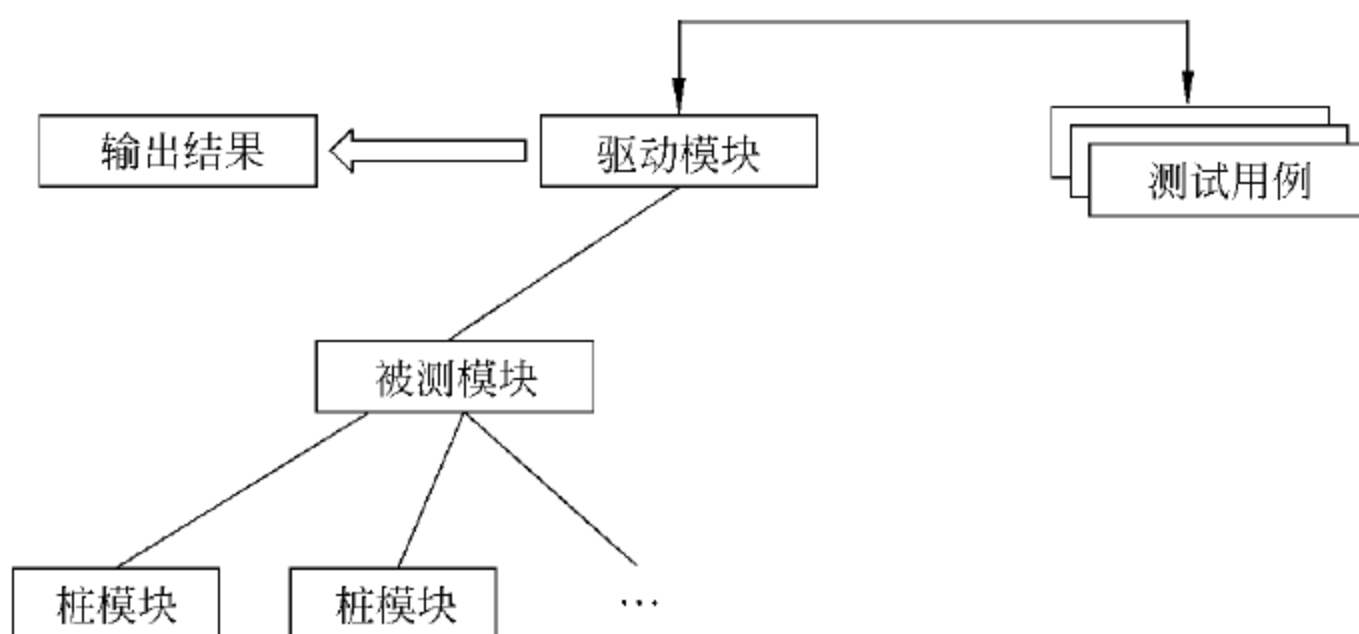 输出结果
驱动模块
测试用例
被测模块
桩模块
桩模块
…